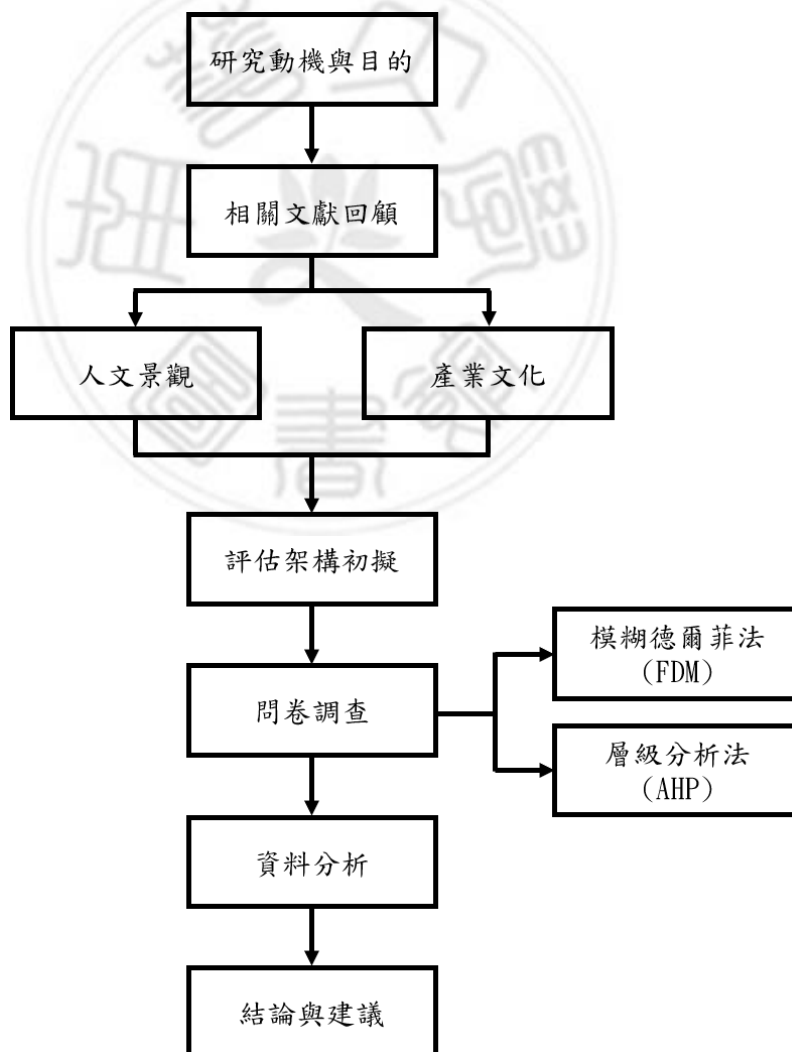 研究動機與目的
相關文獻回顧
人文景觀
產業文化
評估架構初擬
問卷調查
模糊德爾菲法
(FDM)
層級分析法
(AHP)
資料分析
結論與建議